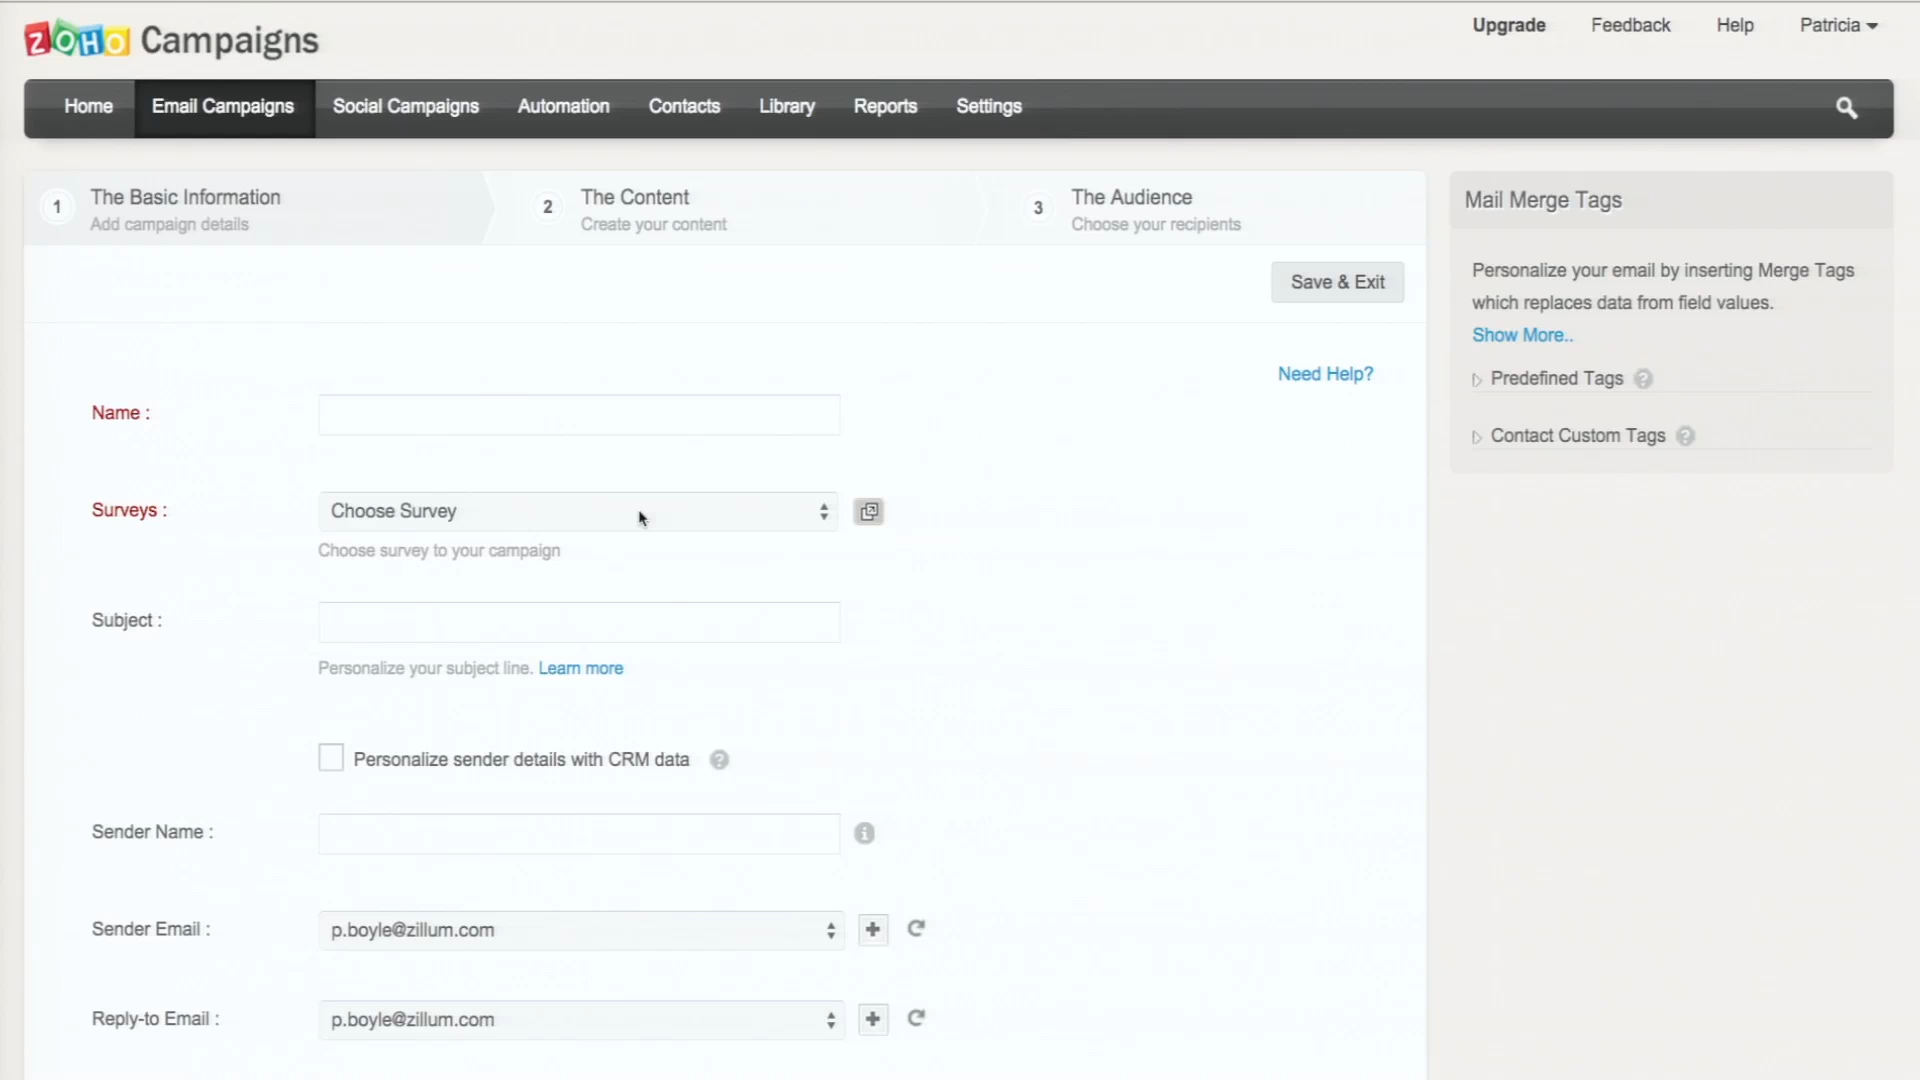 ZOHO Campaigns
Upgrade Feedback Help Patricia
Home Email Campaigns Social Campaigns Automation Contacts Library Reports Settings
1 The Basic Information
Add campaign details
2 The Content
Create your content
3 The Audience
Choose your recipients
Save & Exit
Need Help?
Name :
Surveys : Choose Survey
Choose survey to your campaign
Subject :
Personalize your subject line. Learn more
Personalize sender details with CRM data ?
Sender Name : i
Sender Email : p.boyle@zillum.com
Reply-to Email : p.boyle@zillum.com
Mail Merge Tags
Personalize your email by inserting Merge Tags
which replaces data from field values.
Show More..
Predefined Tags ?
Contact Custom Tags ?